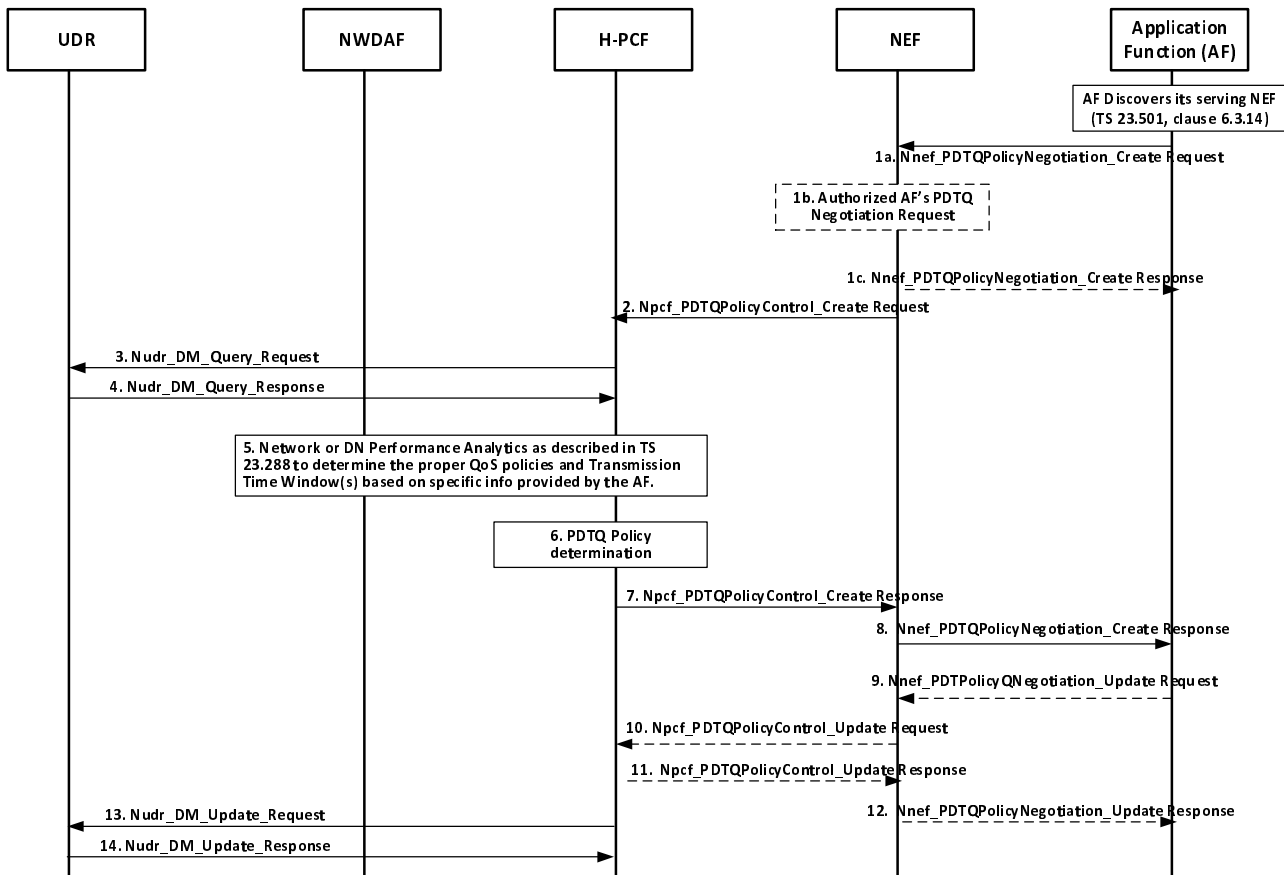 UDR
NWDAF
H-PCF
NEF
Application
Function (AF)
AF Discovers its serving NEF
(TS 23.501, clause 6.3.14)
1a. Nnef_PDTQPolicyNegotiation_Create Request
1b. Authorized AF's PDTQ
Negotiation Request
1c. Nnef_PDTQPolicyNegotiation_Create Response
2. Npcf_PDTQPolicyControl_Create Request
3. Nudr_DM_Query_Request
4. Nudr_DM_Query_Response
5. Network or DN Performance Analytics as described in TS
23.288 to determine the proper QoS policies and Transmission
Time Window(s) based on specific info provided by the AF.
6. PDTQ Policy
determination
7. Npcf_PDTQPolicyControl_Create Response
8. Nnef_PDTQPolicyNegotiation_Create Response
9. Nnef_PDTPolicyQNegotiation_Update Request
10. Npcf_PDTQPolicyControl_Update Request
11. Npcf_PDTQPolicyControl_Update Response
13. Nudr_DM_Update_Request
12. Nnef_PDTQPolicyNegotiation_Update Response
14. Nudr_DM_Update_Response